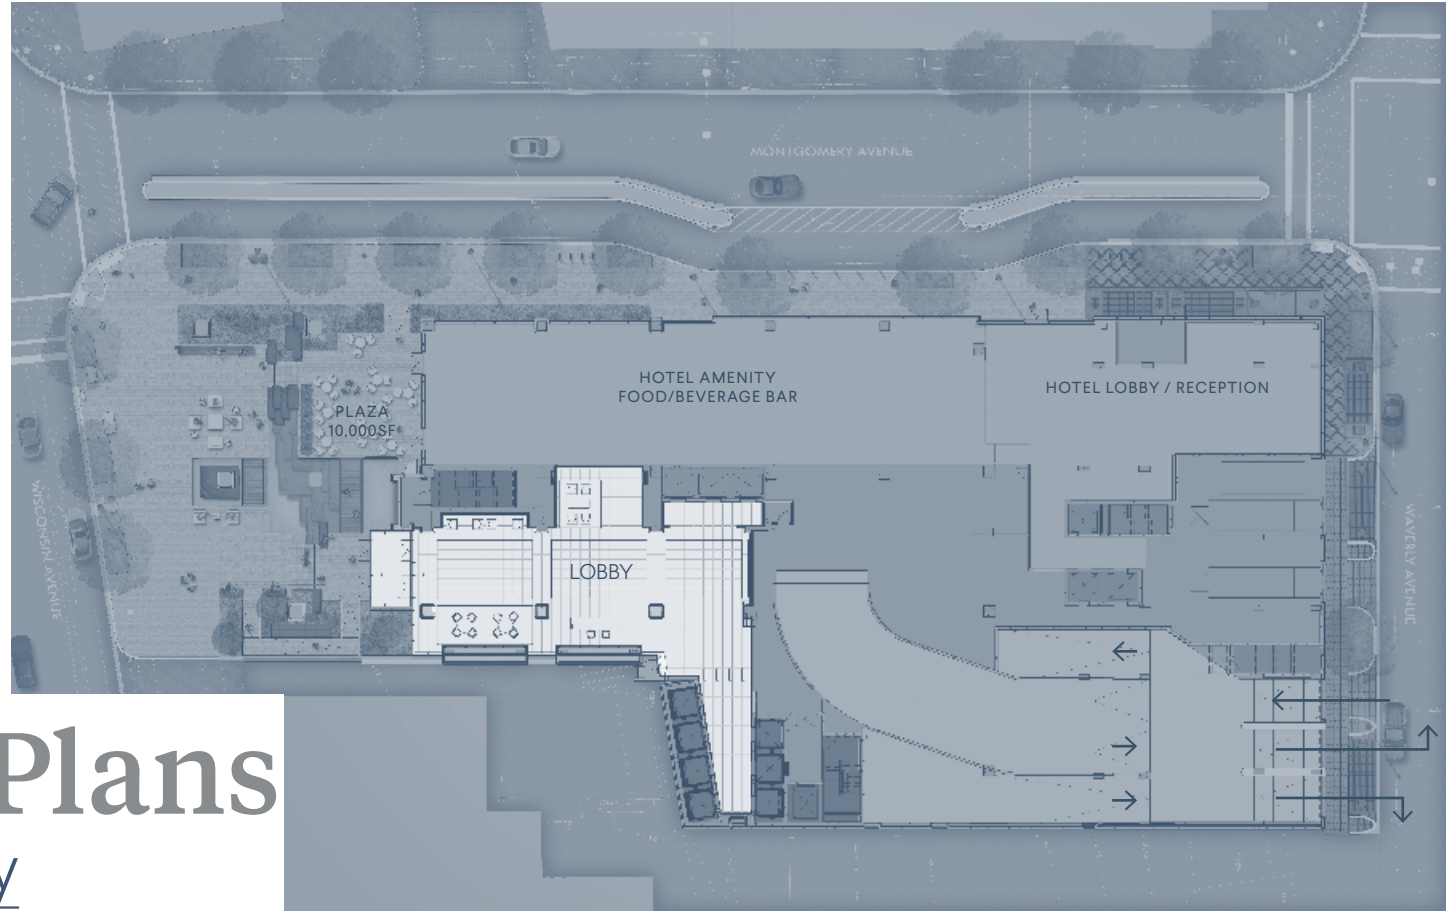 MONTGOMERY AVENUE
HOTEL AMENITY
FOOD/BEVERAGE BAR
HOTEL LOBBY / RECEPTION
PLAZA
10,000SF
WISCONSIN AVENUE
WAVERLY AVENUE
LOBBY
Plans
y